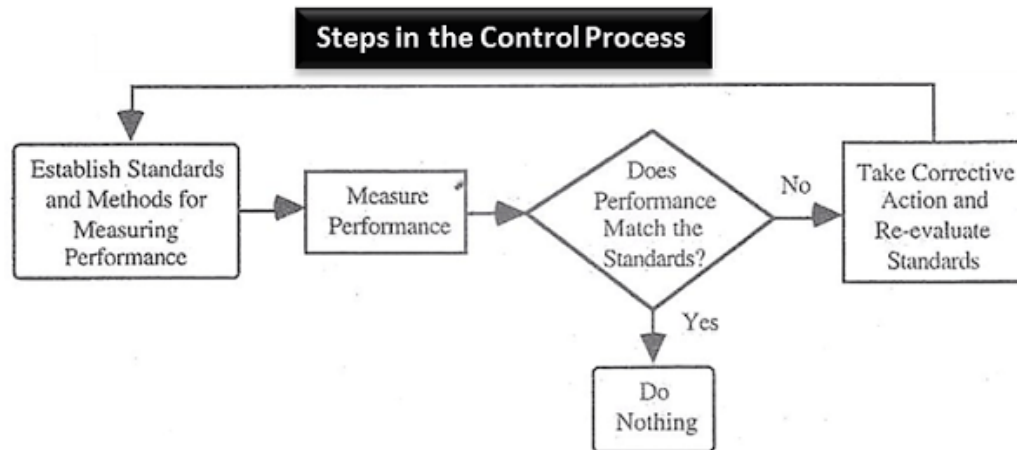 Steps in the Control Process
Establish Standards
and Methods for
Measuring
Performance
Measure
Performance
Does
Performance
Match the
Standards?
No
Take Corrective
Action and
Re-evaluate
Standards
Yes
Do
Nothing